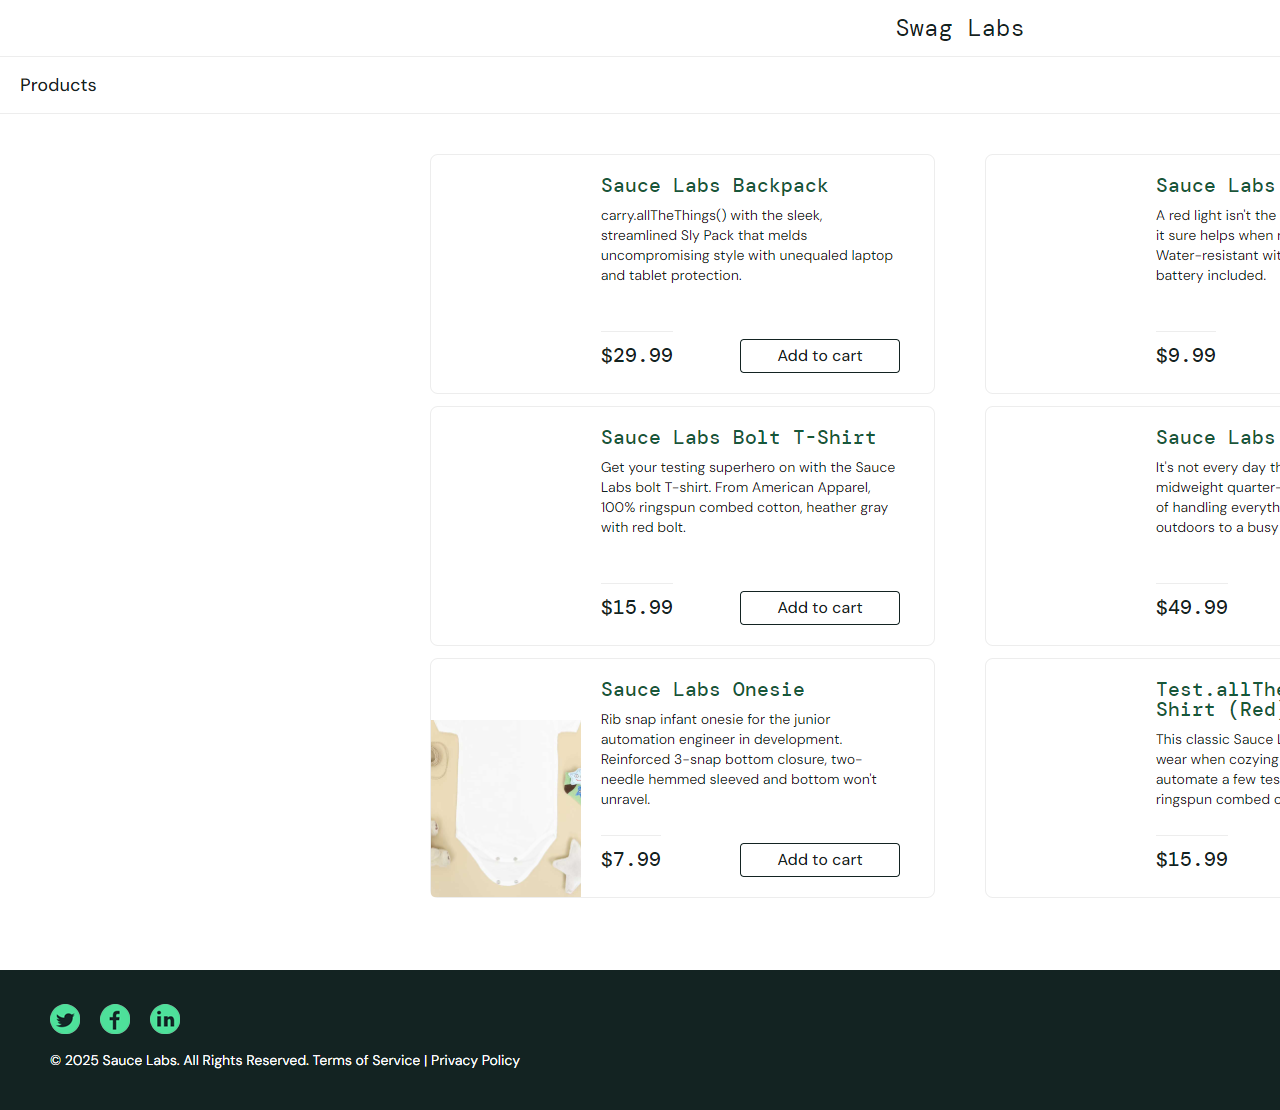 Swag Labs
Products
Sauce Labs Backpack
carry.allTheThings() with the sleek,
streamlined Sly Pack that melds
uncompromising style with unequaled laptop
and tablet protection.
$29.99
Add to cart
Sauce Labs
A red light isn't the
it sure helps when
Water-resistant
battery included.
$9.99
Sauce Labs Bolt T-Shirt
Get your testing superhero on with the Sauce
Labs bolt T-shirt. From American Apparel,
100% ringspun combed cotton, heather gray
with red bolt.
$15.99
Add to cart
Sauce Labs
It's not every day
midweight quarter-
of handling
outdoors to a busy
$49.99
Sauce Labs Onesie
Rib snap infant onesie for the junior
automation engineer in development.
Reinforced 3-snap bottom closure, two-
needle hemmed sleeved and bottom won't
unravel.
$7.99
Add to cart
Test.allThe
Shirt (Red)
This classic Sauce
wear when cozying
automate a few
ringspun combed
$15.99
© 2025 Sauce Labs. All Rights Reserved. Terms of Service | Privacy Policy